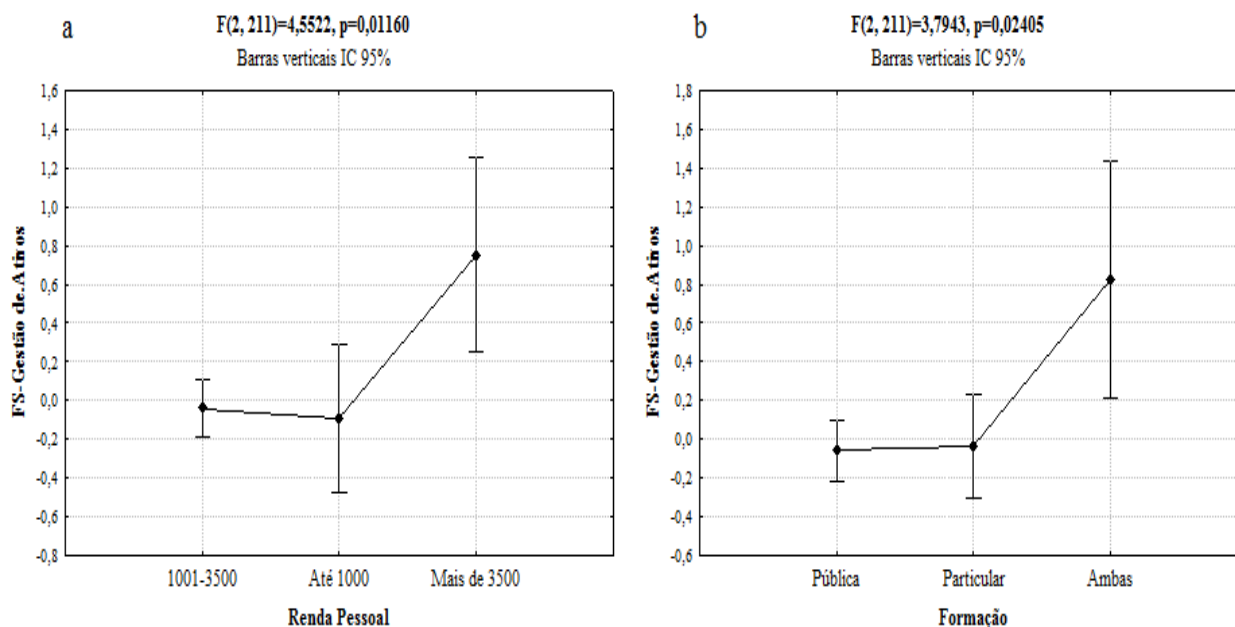 a
F(2, 211)=4,5522, p=0,01160
Barras verticais IC 95%
1,6
1,4
1,2
1,0
0,8
0,6
0,4
0,2
0,0
-0,2
-0,4
-0,6
-0,8
FS-Gestão de Ativos
1001-3500 Até 1000 Mais de 3500
Renda Pessoal
b
F(2, 211)=3,7943, p=0,02405
Barras verticais IC 95%
1,8
1,6
1,4
1,2
1,0
0,8
0,6
0,4
0,2
0,0
-0,2
-0,4
-0,6
FS-Gestão de Ativos
Pública Particular Ambas
Formação